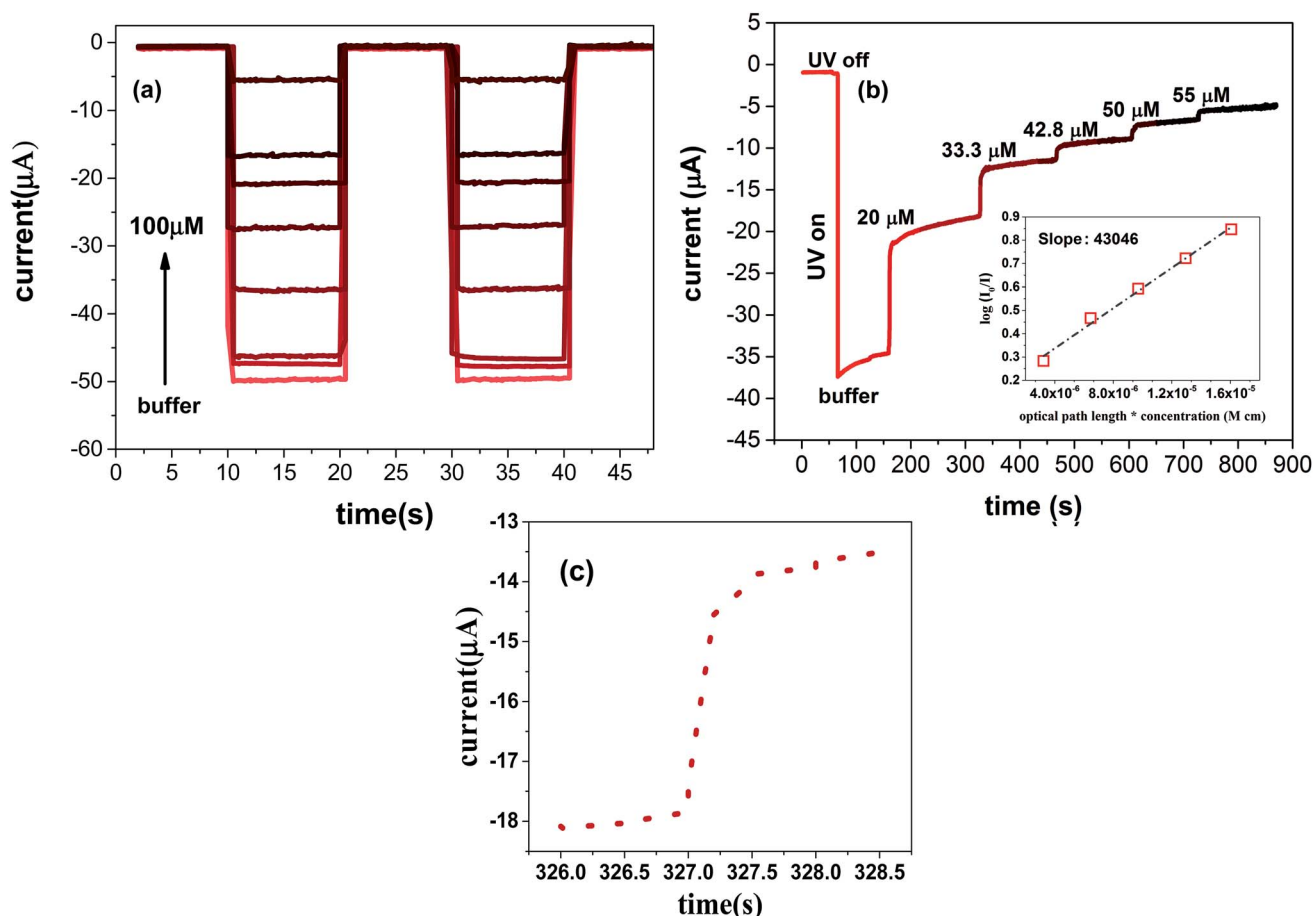 (a)
current(μA)
0
-10
-20
-30
-40
-50
-60
100μM
buffer
0 5 10 15 20 25 30 35 40 45
time(s)
(b)
current (μA)
5
0
-5
-10
-15
-20
-25
-30
-35
-40
-45
UV off
UV on
buffer
20 μM
33.3 μM
42.8 μM
50 μM
55 μM
0 100 200 300 400 500 600 700 800 900
time (s)
Slope: 43046
log (I₀/I)
0.9
0.8
0.7
0.6
0.5
0.4
0.3
0.2
4.0x10⁻⁶ 8.0x10⁻⁶ 1.2x10⁻⁵ 1.6x10⁻⁵
optical path length * concentration (M cm)
(c)
current(μA)
-13
-14
-15
-16
-17
-18
326.0 326.5 327.0 327.5 328.0 328.5
time(s)